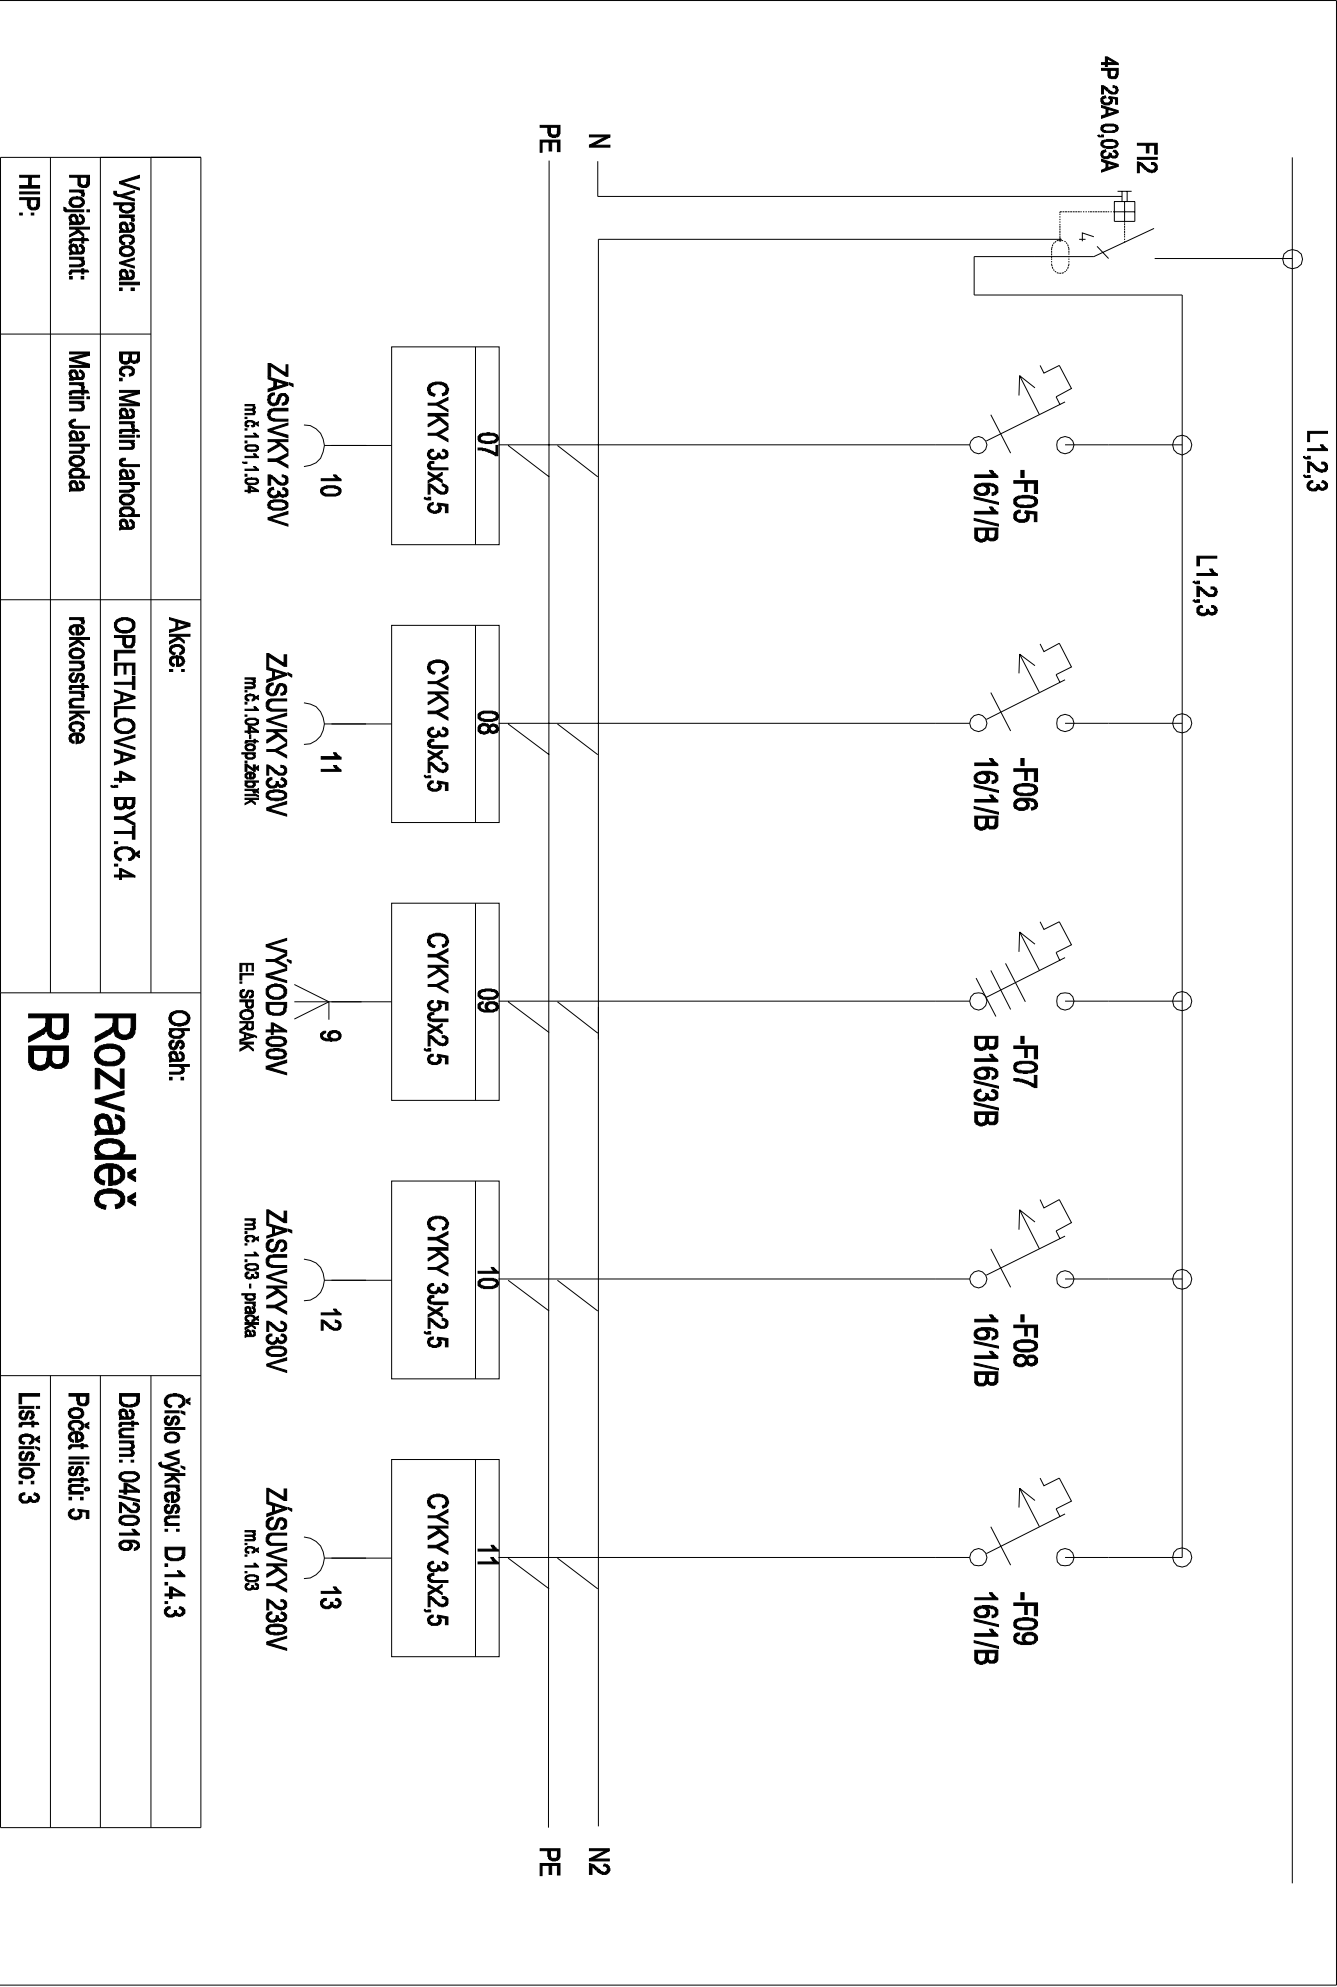 L1,2,3
FI2
4P 25A 0,03A
4
L1,2,3
-F05
16/1/B
-F06
16/1/B
-F07
B16/3/B
-F08
16/1/B
-F09
16/1/B
N
N2
PE
PE
07
CYKY 3Jx2,5
08
CYKY 3Jx2,5
09
CYKY 5Jx2,5
10
CYKY 3Jx2,5
11
CYKY 3Jx2,5
10
ZÁSUVKY 230V
m.č.1.01,1.04
11
ZÁSUVKY 230V
m.č.1.04-top.žebřík
9
VÝVOD 400V
EL. SPORÁK
12
ZÁSUVKY 230V
m.č. 1.03 - pračka
13
ZÁSUVKY 230V
m.č. 1.03
Akce:
Obsah:
Číslo výkresu: D.1.4.3
Vypracoval:
Bc. Martin Jahoda
OPLETALOVA 4, BYT.Č.4
Rozvaděč
RB
Datum: 04/2016
Projaktant:
Martin Jahoda
rekonstrukce
Počet listů: 5
HIP:
List číslo: 3